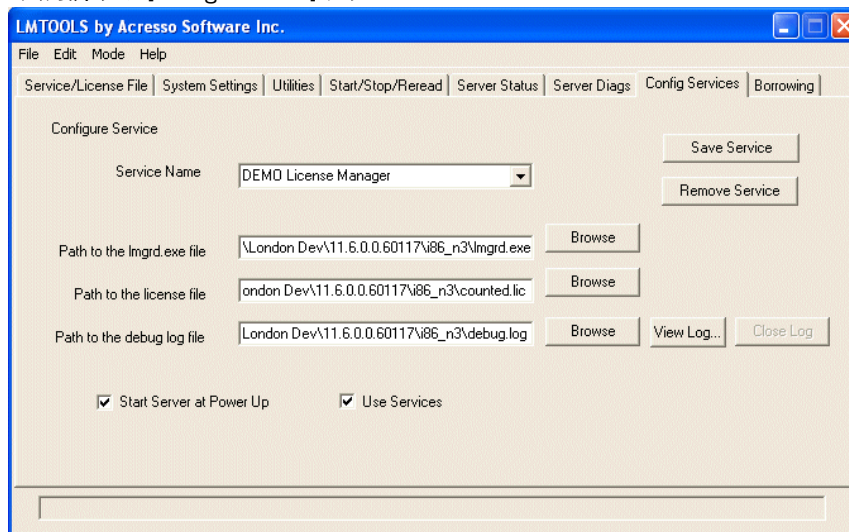 LMTOOLS by Acresso Software Inc.
File Edit Mode Help
Service/License File System Settings Utilities Start/Stop/Reread Server Status Server Diags Config Services Borrowing
Configure Service
Save Service
Service Name DEMO License Manager
Remove Service
Path to the lmgrd.exe file \London Dev\11.6.0.0.60117\i86_n3\lmgrd.exe Browse
Path to the license file ondon Dev\11.6.0.0.60117\i86_n3\counted.lic Browse
Path to the debug log file London Dev\11.6.0.0.60117\i86_n3\debug.log Browse View Log... Close Log
Start Server at Power Up Use Services